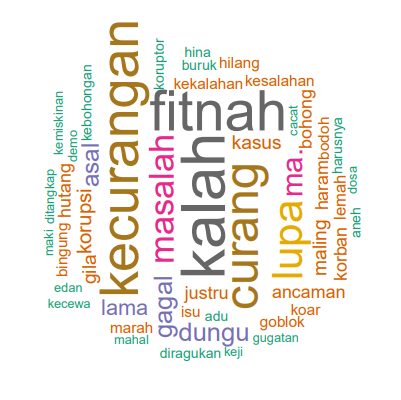 hina
buruk
hilang
koruptor
kekalahan
kesalahan
kecurangan
fitnah
kemiskinan
demo
kebohongan
asal
masalah
kalah
kasus
cacat
bohong
bodoh
harusnya
ma.
curang
haram
dosa
aneh
maki
ditangkap
hutang
bingung
korupsi
gila
lupa
maling
korban
lemah
edan
kecewa
lama
gagal
justru
ancaman
isu
adu
koar
marah
dungu
goblok
mahal
gugatan
diragukan
keji